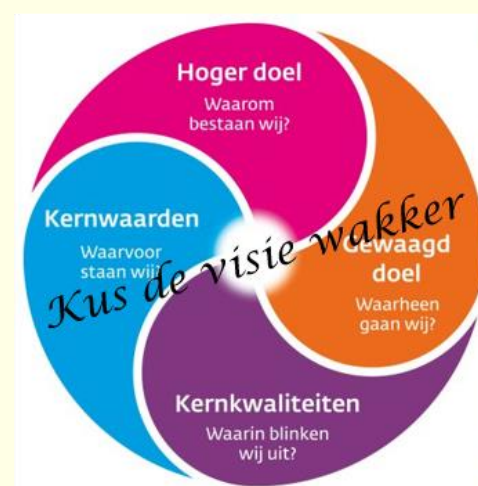 Hoger doel
Waarom
bestaan wij?
Kernwaarden
Waarvoor
staan wij?
Kus de visie wakker
Gewaagd
doel
Waarheen
gaan wij?
Kernkwaliteiten
Waarin blinken
wij uit?